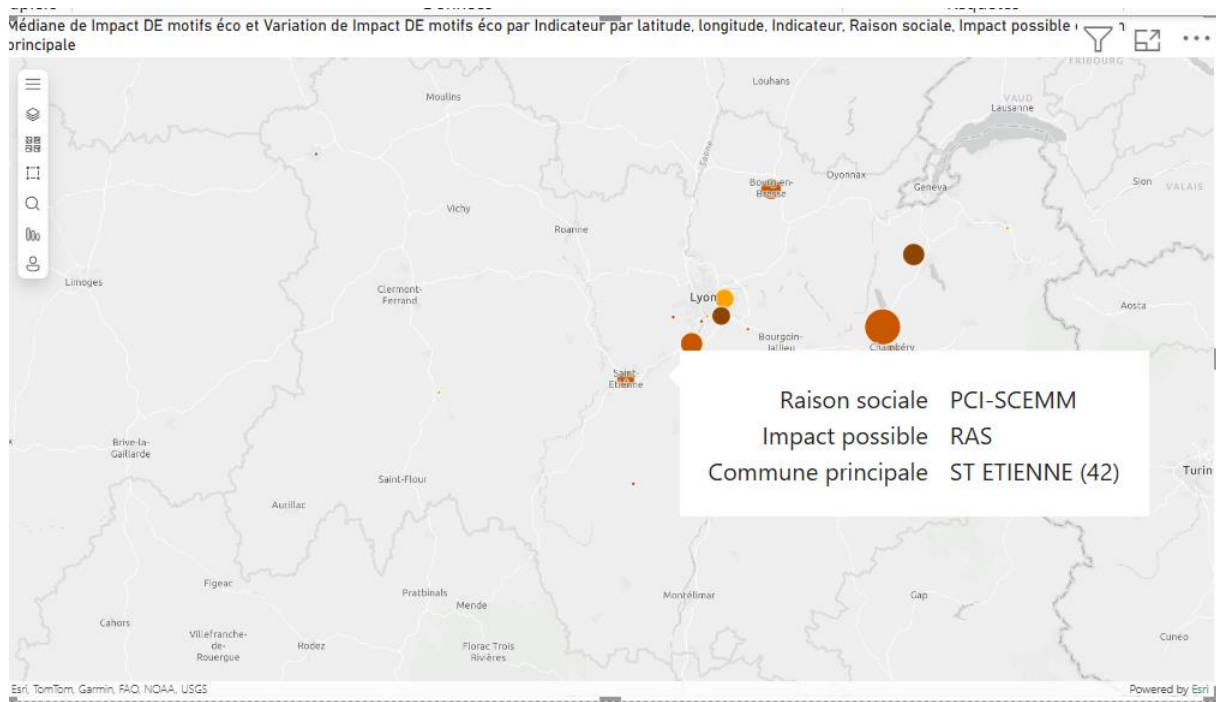 Médiane de Impact DE motifs éco et Variation de Impact DE motifs éco par Indicateur par latitude, longitude, Indicateur, Raison sociale, Impact possible
principale
FRIBOURG
Louhans
Moulins
VAUD
Lausanne
Saône
Bourg-en-
Bresse
Oyonnax
Geneva
Sion
VALAIS
Vichy
Roanne
Limoges
Clermont-
Ferrand
Lyon
Aosta
Bourgoin-
Jallieu
Chambéry
Saint-
Etienne
Raison sociale PCI-SCEMM
Impact possible RAS
Commune principale ST ETIENNE (42)
Brive-la-
Gaillarde
Turin
Saint-Flour
Aurillac
Figeac
Pratbinals
Mende
Montélimar
Gap
Cahors
Villefranche-
de-
Rouergue
Rodez
Florac Trois
Rivières
Cuneo
Esri, TomTom, Garmin, FAO, NOAA, USGS
Powered by Esri